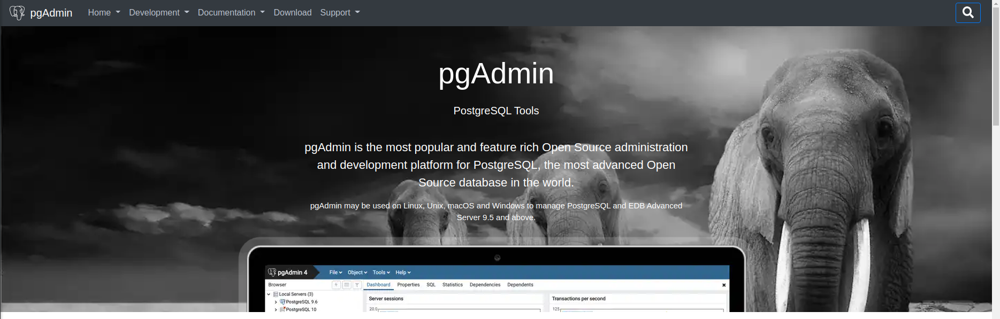 pgAdmin Home Development Documentation Download Support
pgAdmin
PostgreSQL Tools
pgAdmin is the most popular and feature rich Open Source administration
and development platform for PostgreSQL, the most advanced Open
Source database in the world.
pgAdmin may be used on Linux, Unix, macOS and Windows to manage PostgreSQL and EDB Advanced
Server 9.5 and above.
pgAdmin 4 File Object Tools Help
Browser Dashboard Properties SQL Statistics Dependencies Dependents
Local Servers (3)
PostgreSQL 9.6
PostgreSQL 10
Server sessions
20.0
Transactions per second
125